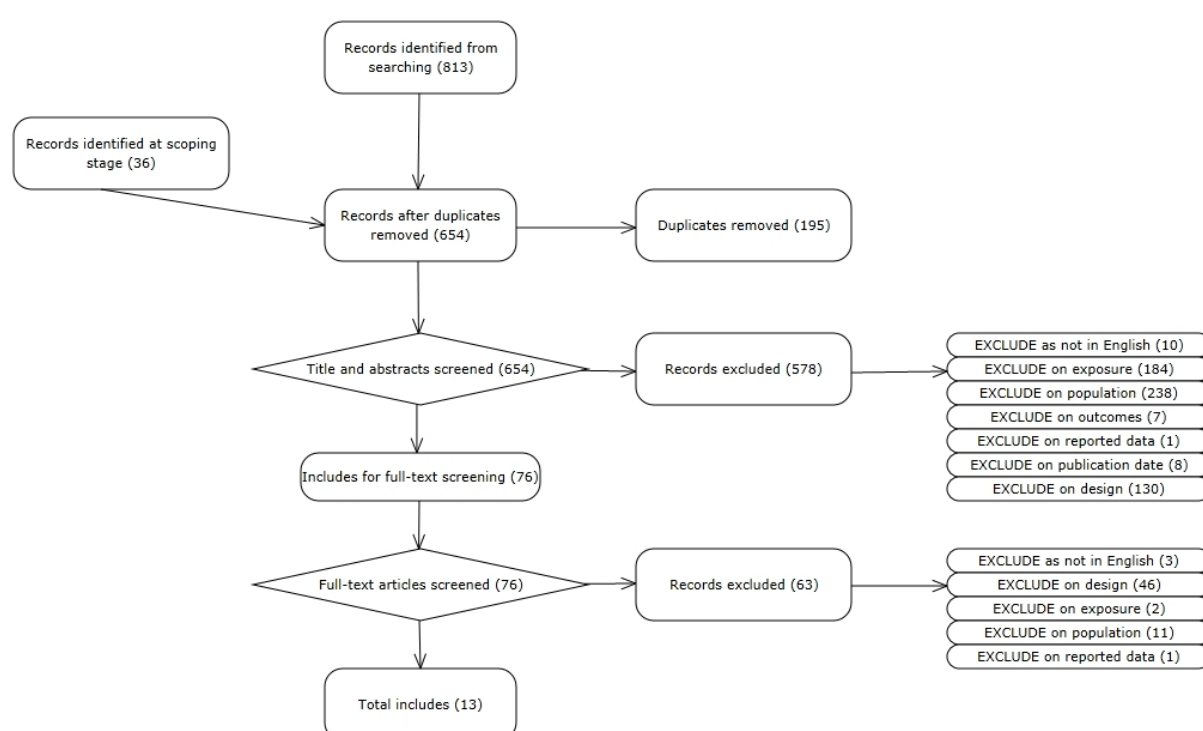 Records identified from
searching (813)
Records identified at scoping
stage (36)
Records after duplicates
removed (654)
Duplicates removed (195)
Title and abstracts screened (654)
Records excluded (578)
EXCLUDE as not in English (10)
EXCLUDE on exposure (184)
EXCLUDE on population (238)
EXCLUDE on outcomes (7)
EXCLUDE on reported data (1)
EXCLUDE on publication date (8)
EXCLUDE on design (130)
Includes for full-text screening (76)
Full-text articles screened (76)
Records excluded (63)
EXCLUDE as not in English (3)
EXCLUDE on design (46)
EXCLUDE on exposure (2)
EXCLUDE on population (11)
EXCLUDE on reported data (1)
Total includes (13)